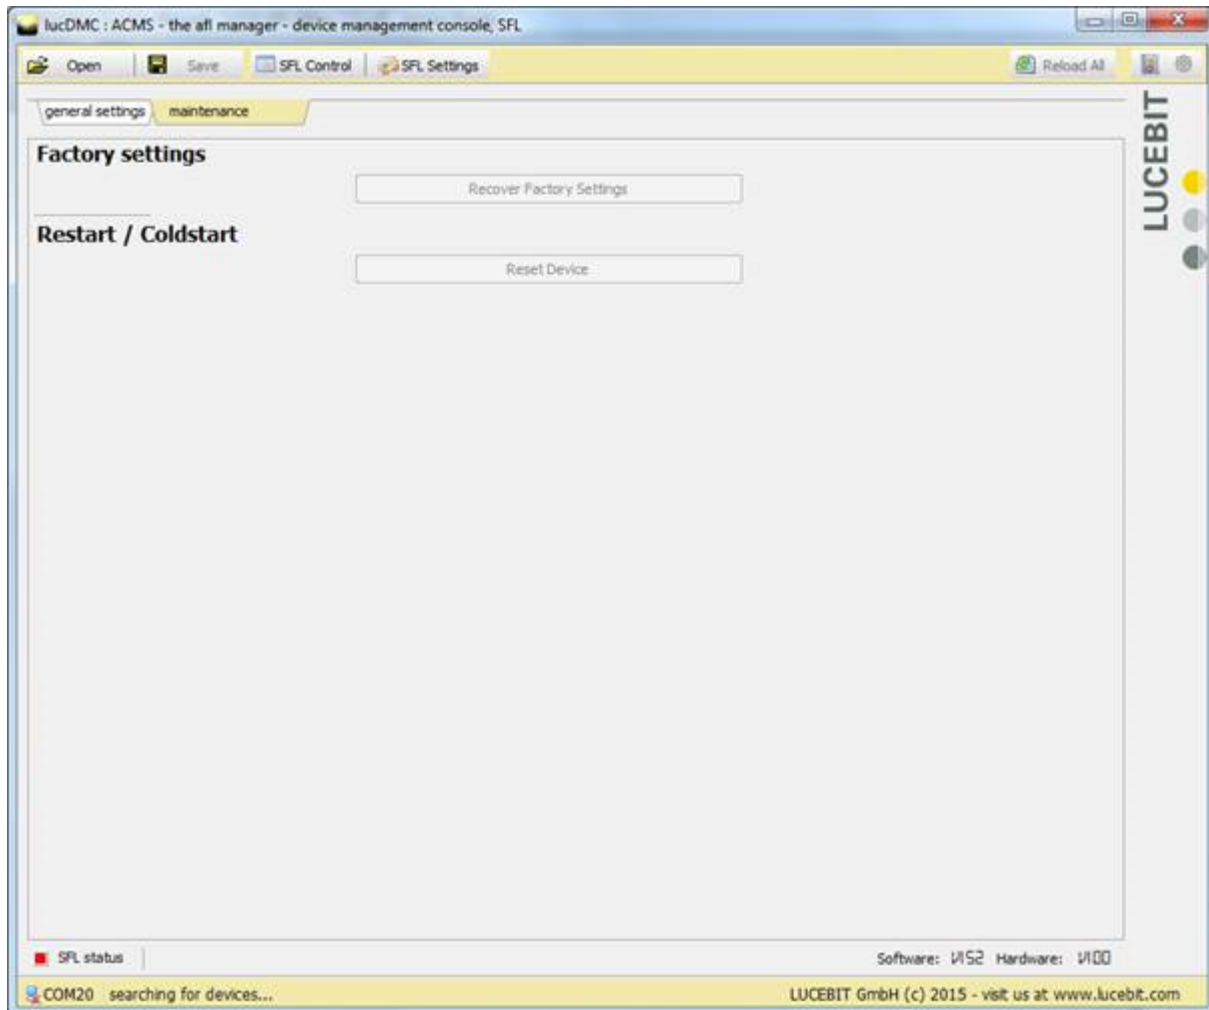 lucDMC : ACMS - the afl manager - device management console, SFL
Open Save SFL Control SFL Settings Reload All
general settings maintenance
LUCEBIT
Factory settings
Recover Factory Settings
Restart / Coldstart
Reset Device
SFL status Software: V152 Hardware: V100
COM20 searching for devices... LUCEBIT GmbH (c) 2015 - visit us at www.lucebit.com